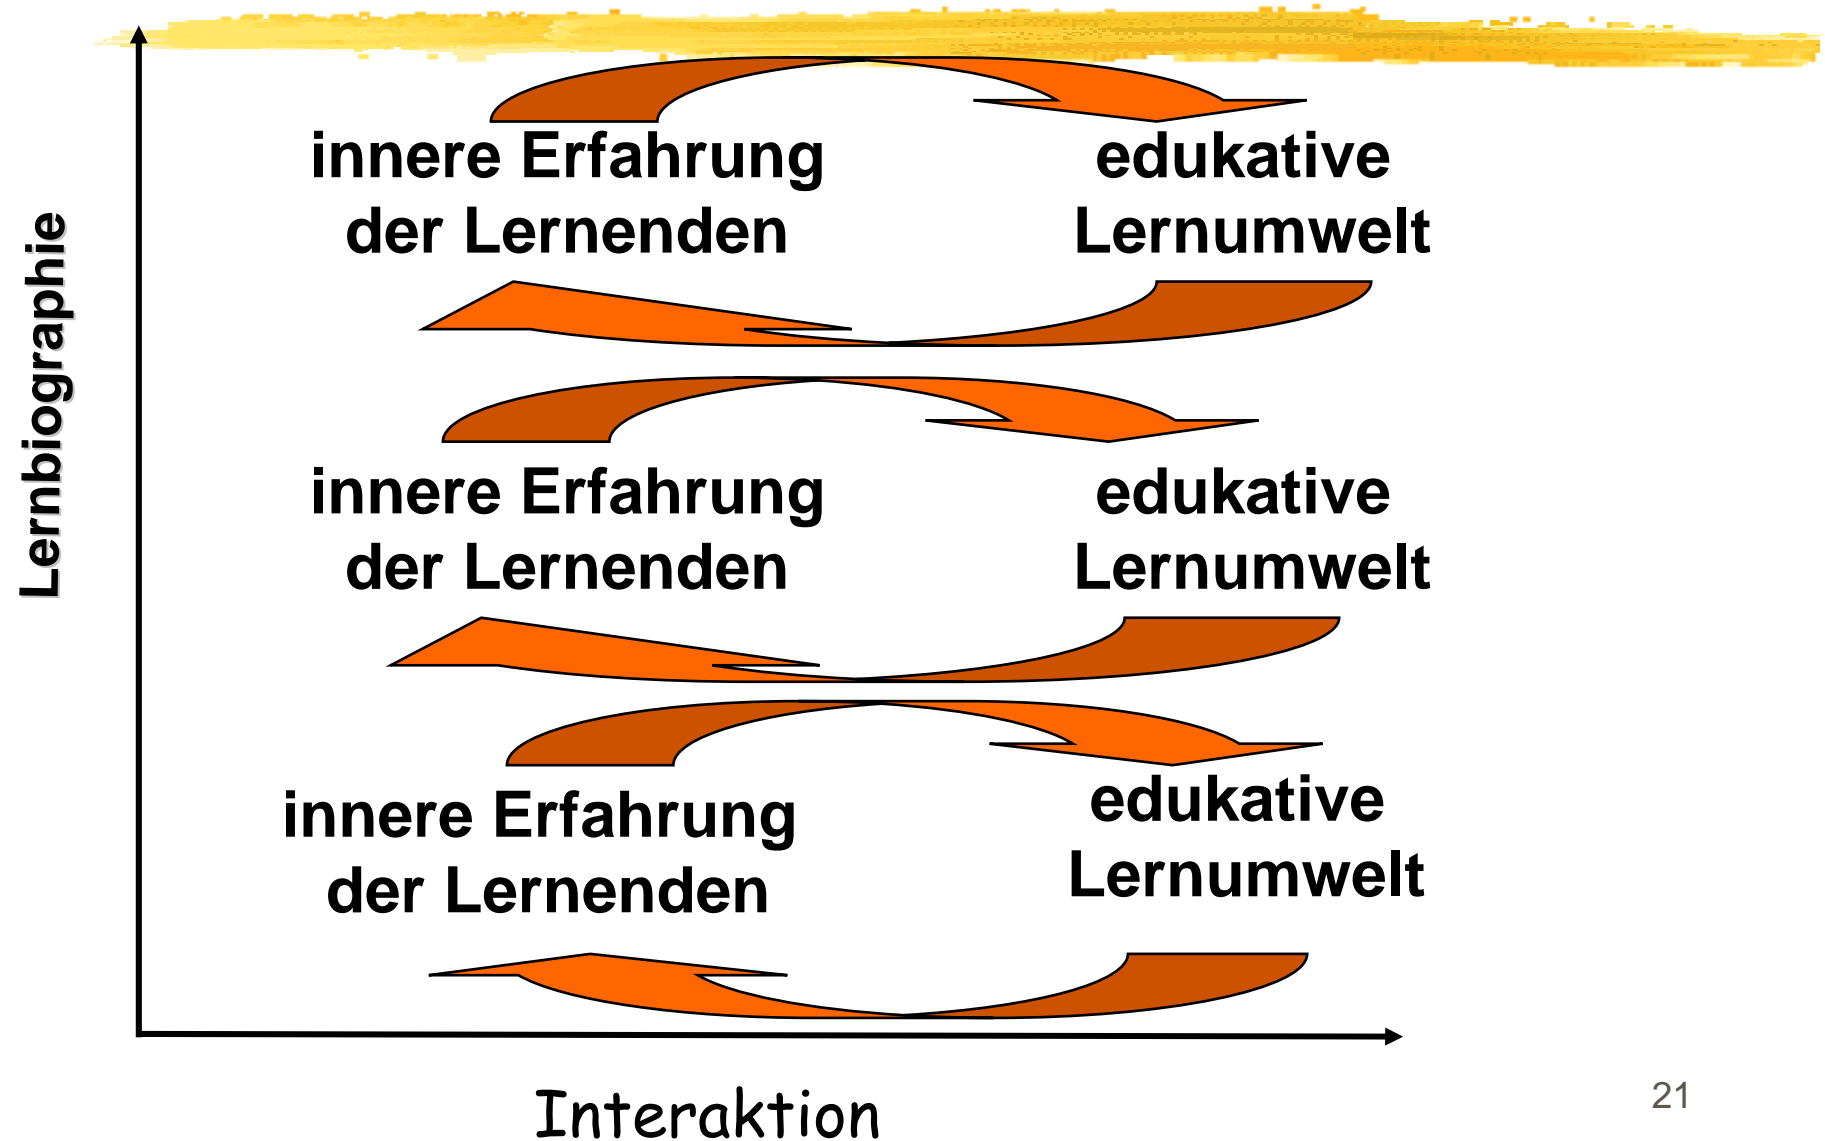 innere Erfahrung
der Lernenden
edukative
Lernumwelt
Lernbiographie
innere Erfahrung
der Lernenden
edukative
Lernumwelt
innere Erfahrung
der Lernenden
edukative
Lernumwelt
Interaktion
21